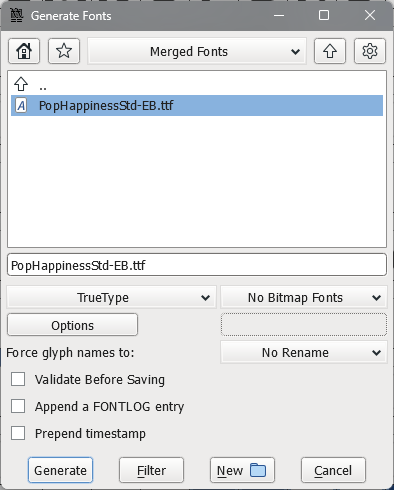 Generate Fonts
Merged Fonts
..
PopHappinessStd-EB.ttf
PopHappinessStd-EB.ttf
TrueType
No Bitmap Fonts
Options
Force glyph names to:
No Rename
Validate Before Saving
Append a FONTLOG entry
Prepend timestamp
Generate
Filter
New
Cancel